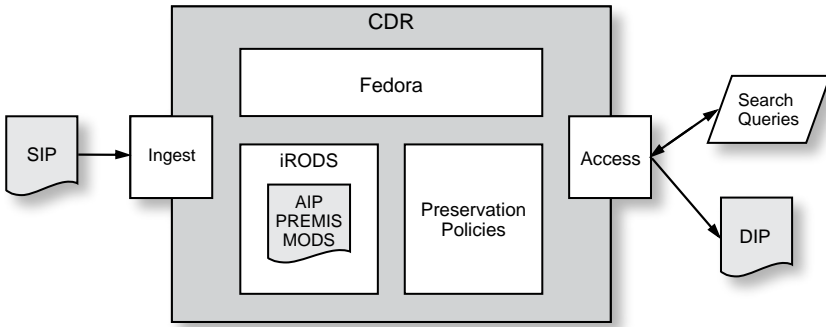 CDR
Fedora
SIP
Ingest
iRODS
AIP
PREMIS
MODS
Preservation
Policies
Access
Search
Queries
DIP